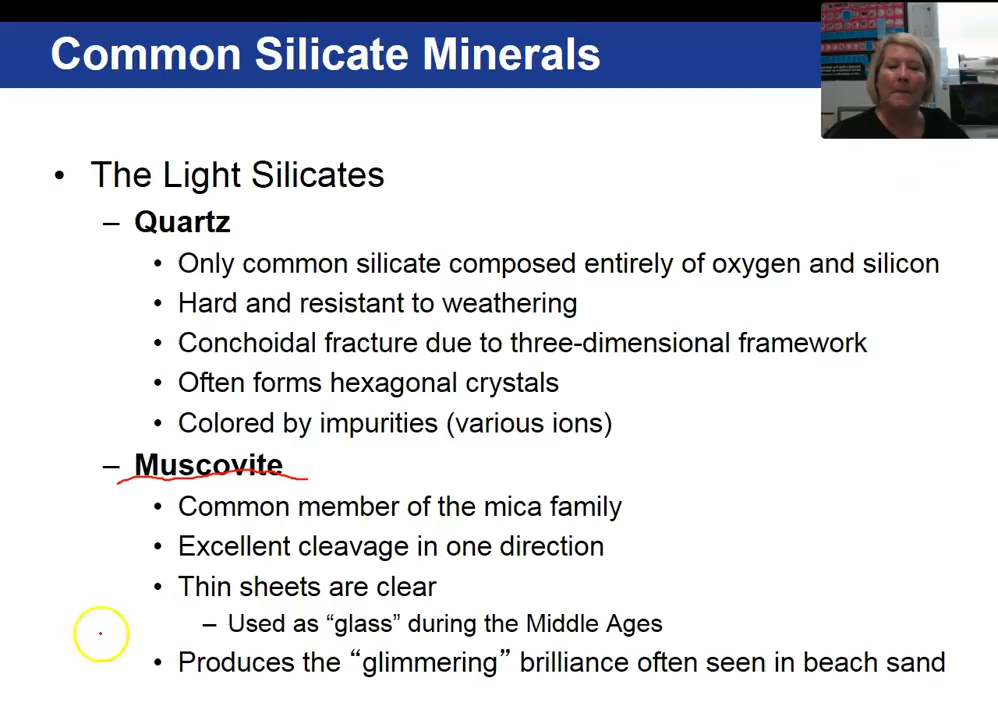 Common Silicate Minerals
• The Light Silicates
– Quartz
• Only common silicate composed entirely of oxygen and silicon
• Hard and resistant to weathering
• Conchoidal fracture due to three-dimensional framework
• Often forms hexagonal crystals
• Colored by impurities (various ions)
– Muscovite
• Common member of the mica family
• Excellent cleavage in one direction
• Thin sheets are clear
– Used as “glass” during the Middle Ages
• Produces the “glimmering” brilliance often seen in beach sand